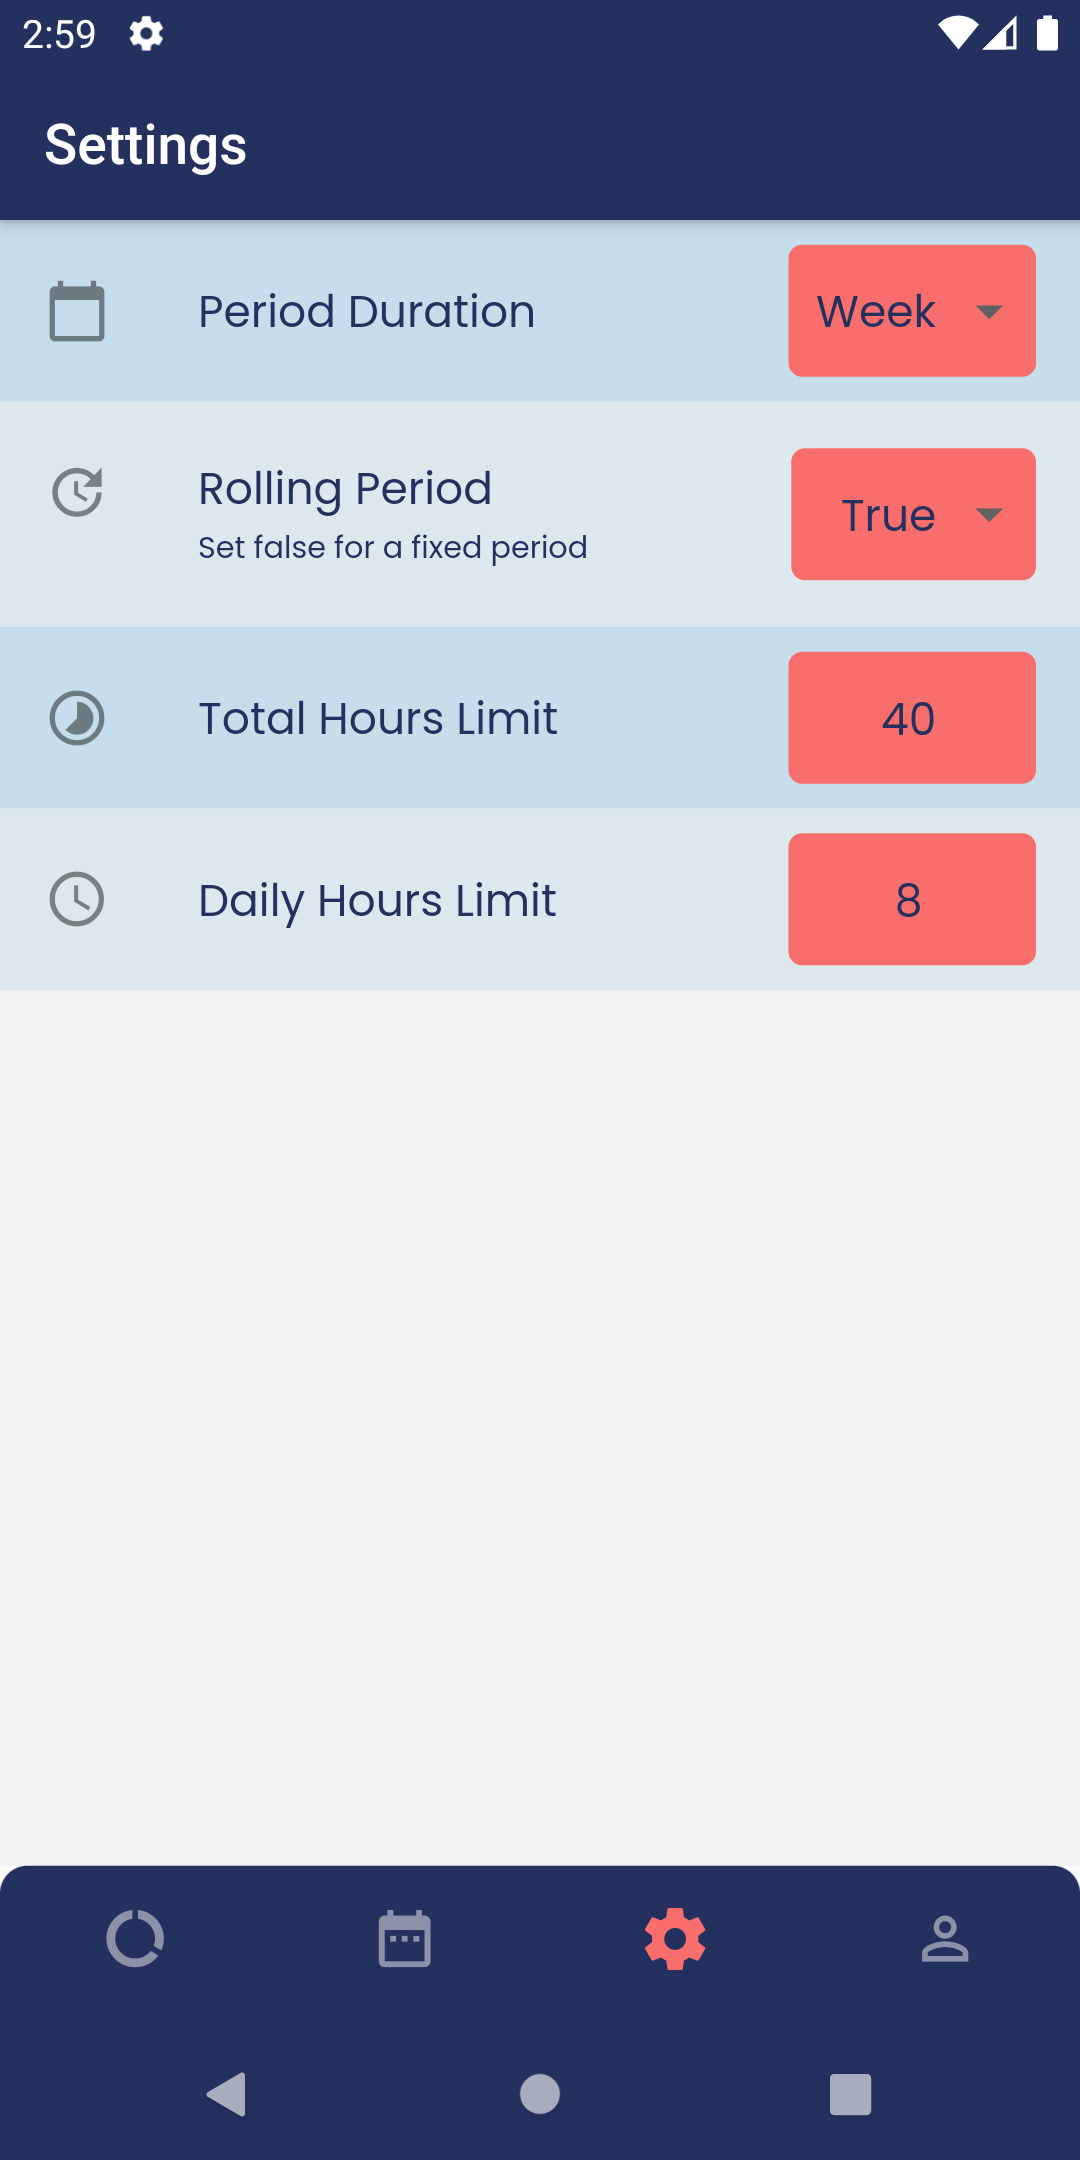 2:59
Settings
Period Duration
Week
Rolling Period
Set false for a fixed period
True
Total Hours Limit
40
Daily Hours Limit
8